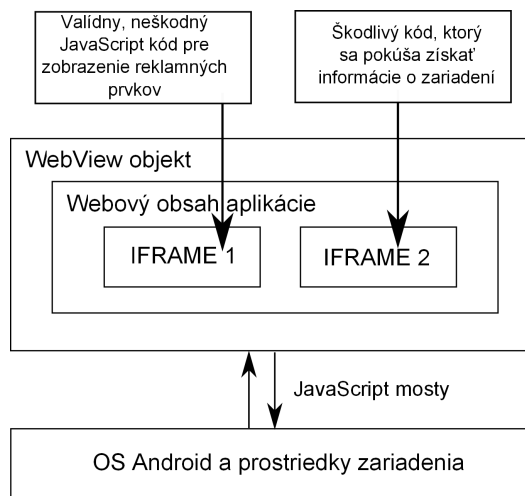 Valídny, neškodný
JavaScript kód pre
zobrazenie reklamných
prvkov
Škodlivý kód, ktorý
sa pokúša získať
informácie o zariadení
WebView objekt
Webový obsah aplikácie
IFRAME 1
IFRAME 2
JavaScript mosty
OS Android a prostriedky zariadenia